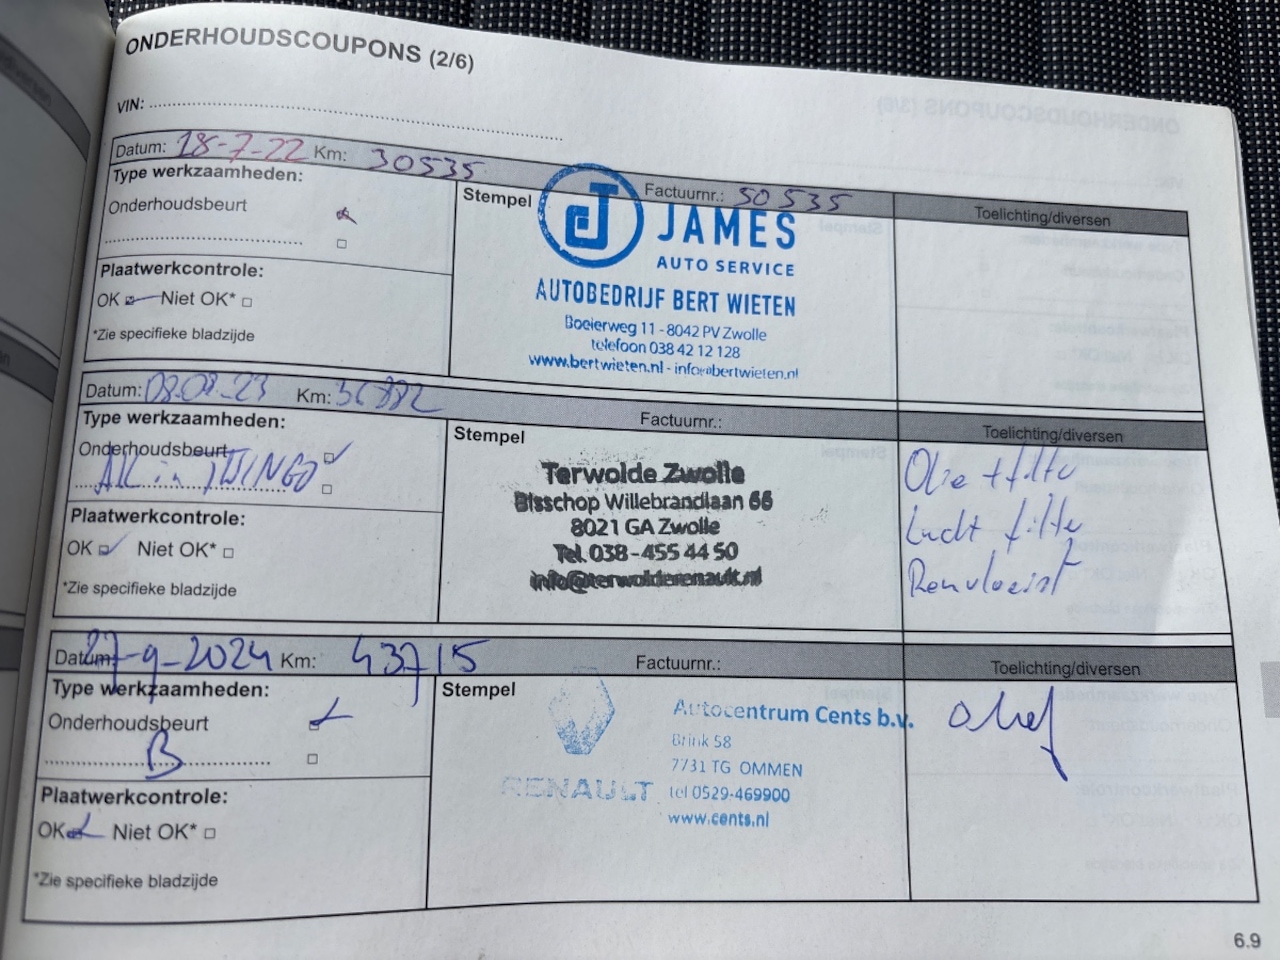 ONDERHOUDSCOUPONS (2/6)
VIN:
Datum: 18-7-22 Km: 30535 Factuurnr.: 50535
Type werkzaamheden:
Onderhoudsbeurt
Plaatwerkcontrole:
OK Niet OK*
*Zie specifieke bladzijde
Stempel
JAMES
AUTO SERVICE
AUTOBEDRIJF BERT WIETEN
Boeierweg 11 - 8042 PV Zwolle
telefoon 038 42 12 128
www.bertwieten.nl - info@bertwieten.nl
Toelichting/diversen
Datum: 08.08-23 Km: 36882 Factuurnr.:
Type werkzaamheden:
Onderhoudsbeurt
ALL in TWINGO
Plaatwerkcontrole:
OK Niet OK*
*Zie specifieke bladzijde
Stempel
Terwolde Zwolle
Bisschop Willebrandlaan 66
8021 GA Zwolle
Tel. 038-455 44 50
info@terwolderenault.nl
Toelichting/diversen
Olie + filter
Lucht filter
Remvloeist
Datum: 27-9-2024 Km: 43715 Factuurnr.:
Type werkzaamheden:
Onderhoudsbeurt
B
Plaatwerkcontrole:
OK Niet OK*
*Zie specifieke bladzijde
Stempel
RENAULT
Autocentrum Cents b.v.
Brink 58
7731 TG OMMEN
tel 0529-469900
www.cents.nl
Toelichting/diversen
6.9